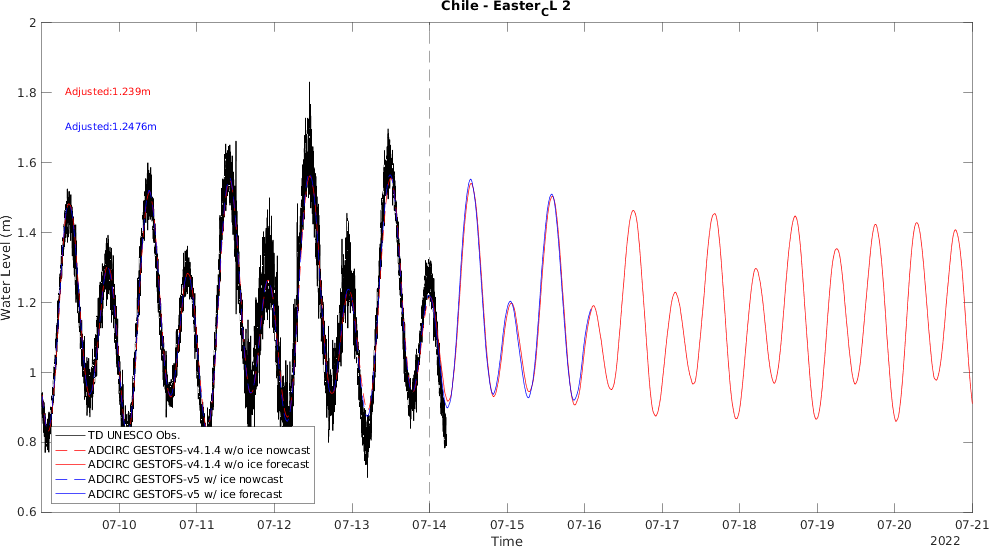 Chile - Easter_CL 2
2
1.8
1.6
1.4
1.2
1
0.8
0.6
Water Level (m)
Adjusted:1.239m
Adjusted:1.2476m
TD UNESCO Obs.
ADCIRC GESTOFS-v4.1.4 w/o ice nowcast
ADCIRC GESTOFS-v4.1.4 w/o ice forecast
ADCIRC GESTOFS-v5 w/ ice nowcast
ADCIRC GESTOFS-v5 w/ ice forecast
07-10 07-11 07-12 07-13 07-14 07-15 07-16 07-17 07-18 07-19 07-20 07-21
Time
2022